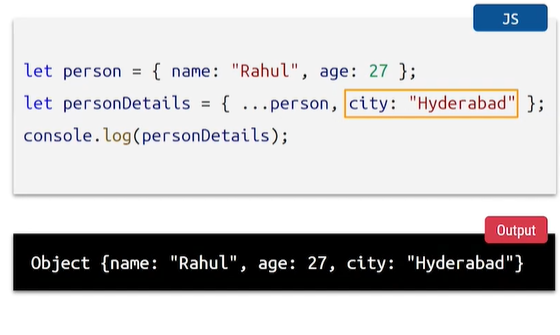 JS
let person = { name: "Rahul", age: 27 };
let personDetails = { ...person, city: "Hyderabad" };
console.log(personDetails);
Output
Object {name: "Rahul", age: 27, city: "Hyderabad"}